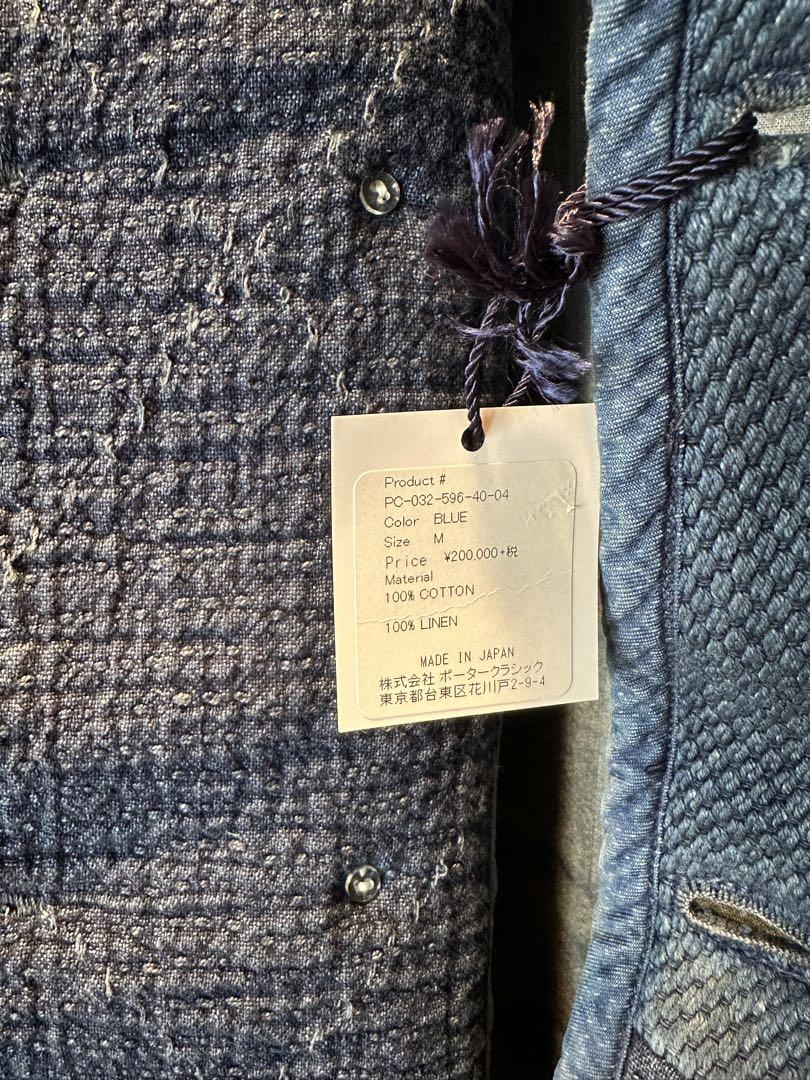 Product #
PC-032-596-40-04
Color BLUE
Size M
Price ¥200,000+税
Material
100% COTTON
100% LINEN
MADE IN JAPAN
株式会社 ポータークラシック
東京都台東区花川戸2-9-4